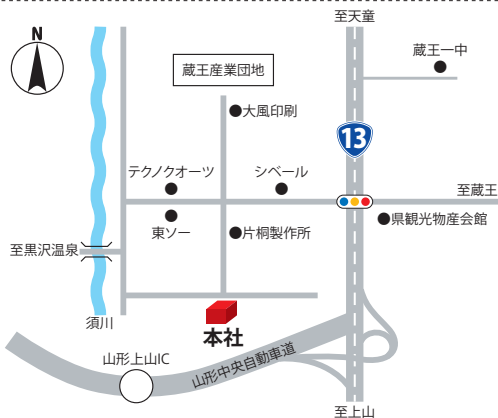 至天童
N
蔵王一中
蔵王産業団地
大風印刷
13
テクノクオーツ
シベール
至蔵王
東ソー
片桐製作所
県観光物産会館
至黒沢温泉
須川
本社
山形上山IC
山形中央自動車道
至上山